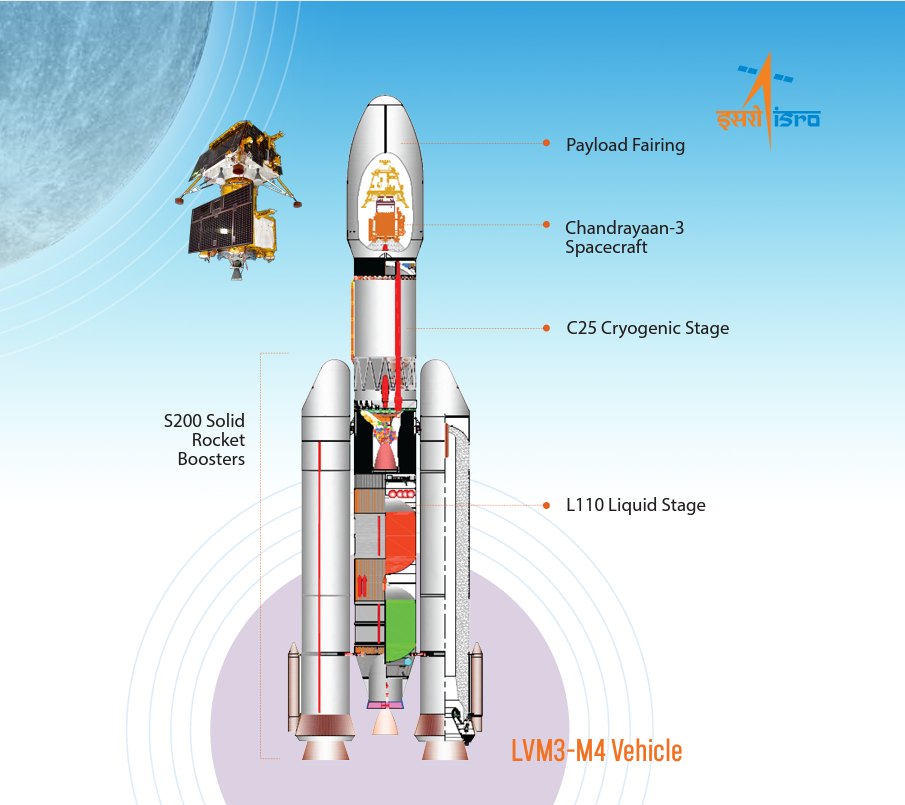 इसरो isro
Payload Fairing
Chandrayaan-3
Spacecraft
C25 Cryogenic Stage
S200 Solid
Rocket
Boosters
L110 Liquid Stage
LVM3-M4 Vehicle